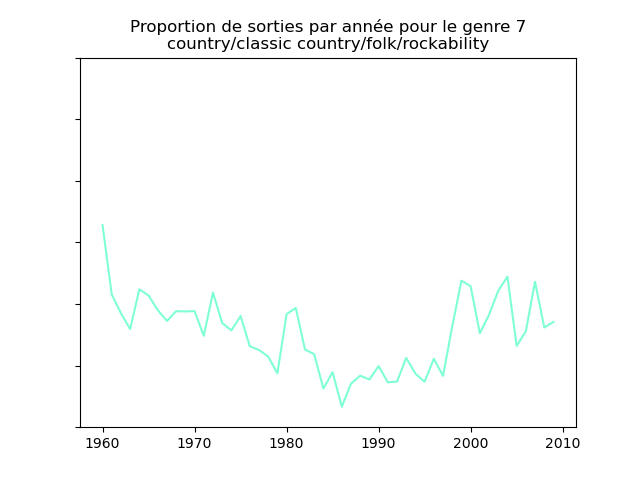 Proportion de sorties par année pour le genre 7
country/classic country/folk/rockability
1960 1970 1980 1990 2000 2010